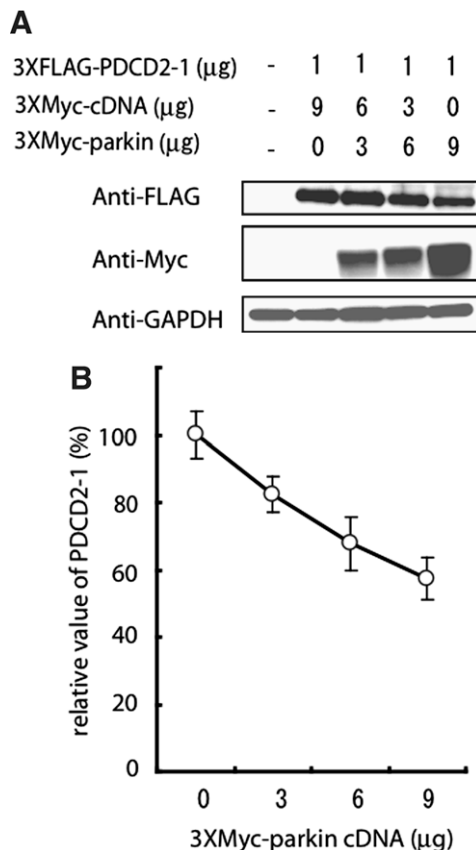 A
3XFLAG-PDCD2-1 (μg) - 1 1 1 1
3XMyc-cDNA (μg) - 9 6 3 0
3XMyc-parkin (μg) - 0 3 6 9
Anti-FLAG
Anti-Myc
Anti-GAPDH
B
relative value of PDCD2-1 (%)
100
80
60
40
20
0
0 3 6 9
3XMyc-parkin cDNA (μg)